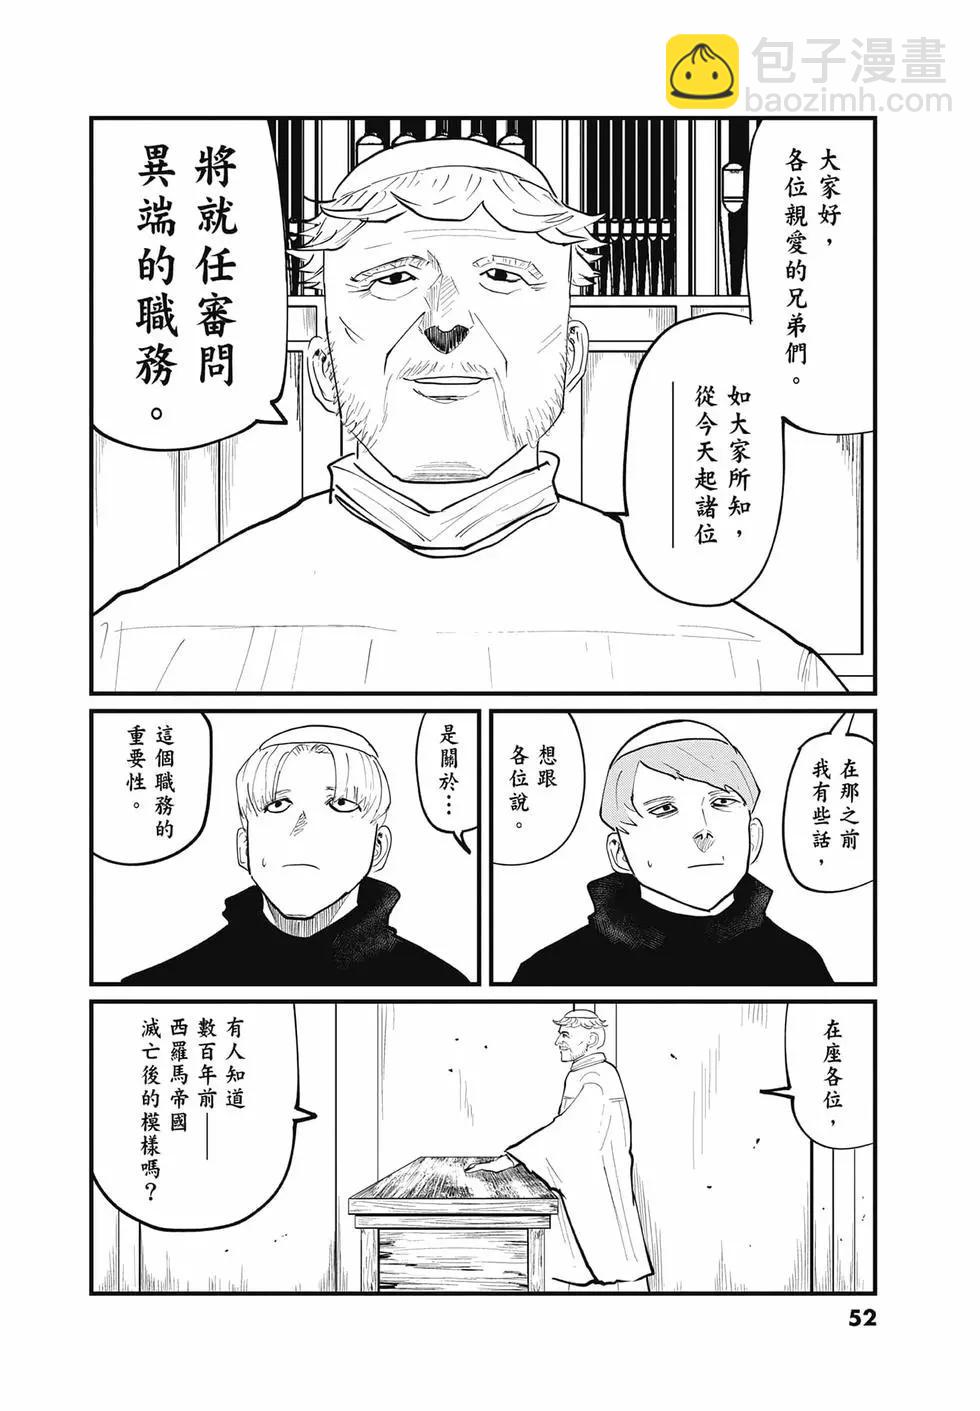 包子漫畫
baozimh.com
大家好，
各位親愛的兄弟們。
如大家所知，
從今天起諸位
——
將就任審問
異端的職務。
在那之前
我有些話，
想跟
各位說。
是關於…
這個職務的
重要性。
在座各位，
有人知道
數百年前——
西羅馬帝國
滅亡後的模樣嗎？
52